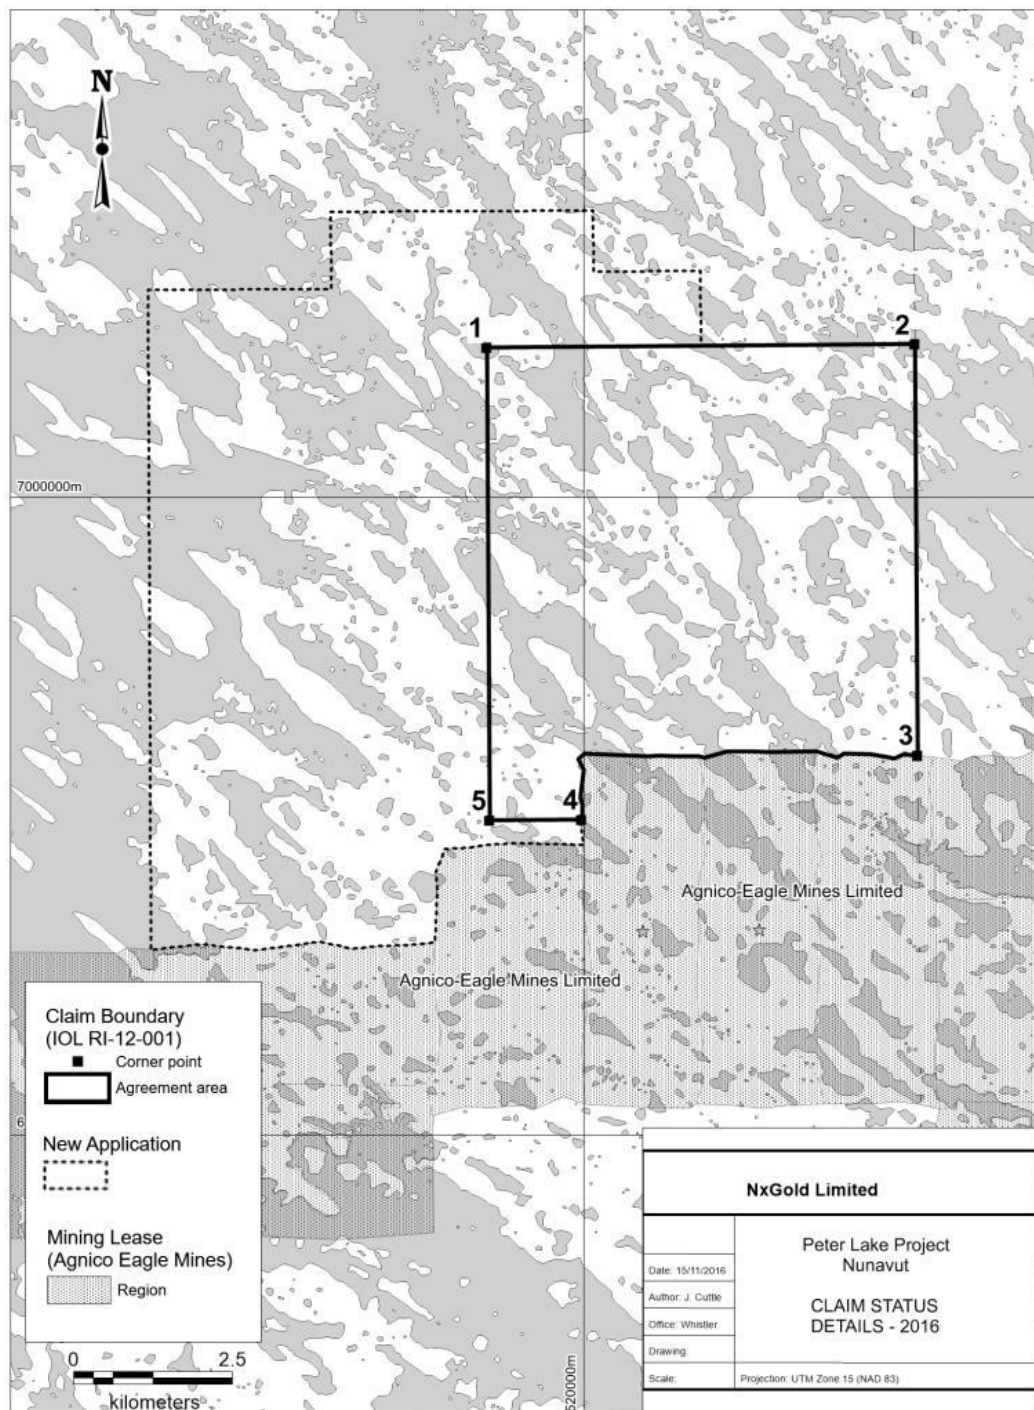 N
1
2
7000000m
3
5
4
Agnico-Eagle Mines Limited
Agnico-Eagle Mines Limited
Claim Boundary
(IOL RI-12-001)
Corner point
Agreement area
6
New Application
Mining Lease
(Agnico Eagle Mines)
Region
0 2.5
kilometers
520000m
NxGold Limited
Peter Lake Project
Nunavut
Date: 15/11/2016
Author: J. Cuttle
CLAIM STATUS
Office: Whistler
DETAILS - 2016
Drawing:
Scale:
Projection: UTM Zone 15 (NAD 83)